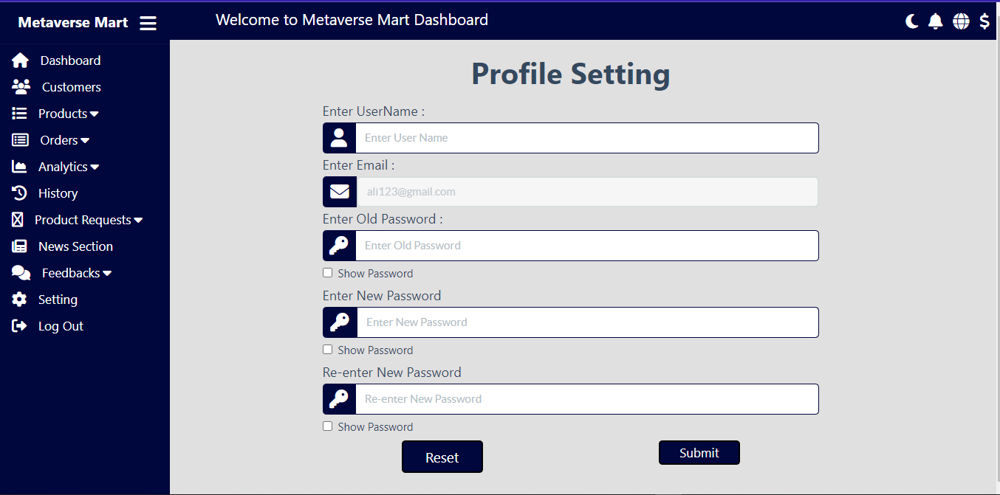 Metaverse Mart
Welcome to Metaverse Mart Dashboard
Dashboard
Customers
Products
Orders
Analytics
History
Product Requests
News Section
Feedbacks
Setting
Log Out
Profile Setting
Enter UserName :
Enter User Name
Enter Email :
ali123@gmail.com
Enter Old Password :
Enter Old Password
Show Password
Enter New Password
Enter New Password
Show Password
Re-enter New Password
Re-enter New Password
Show Password
Reset
Submit